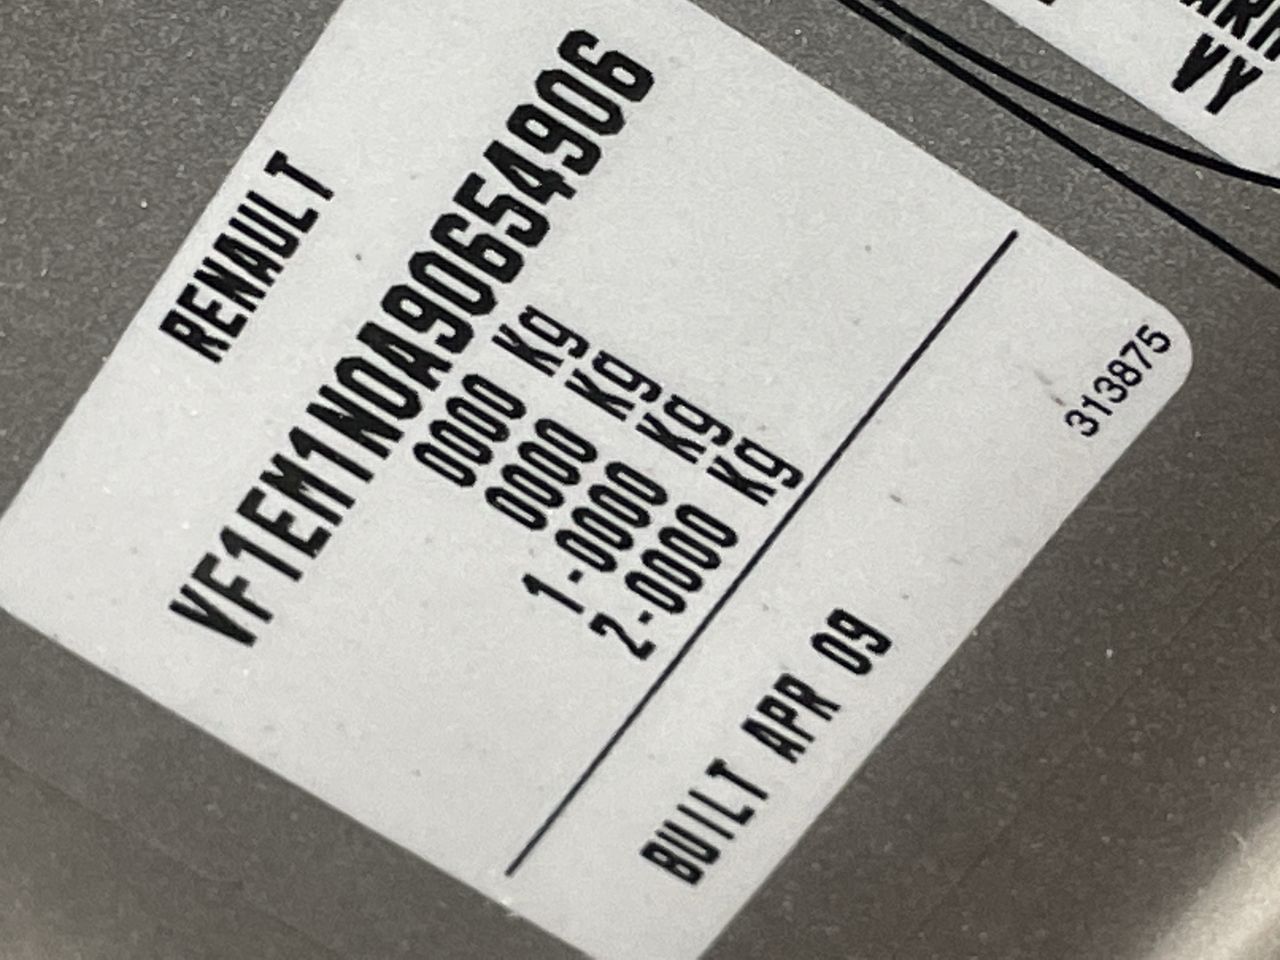 RENAULT
VF1EM1N0A90654906
0000 Kg
0000 Kg
1-0000 Kg
2-0000 Kg
BUILT APR 09
313875
VY